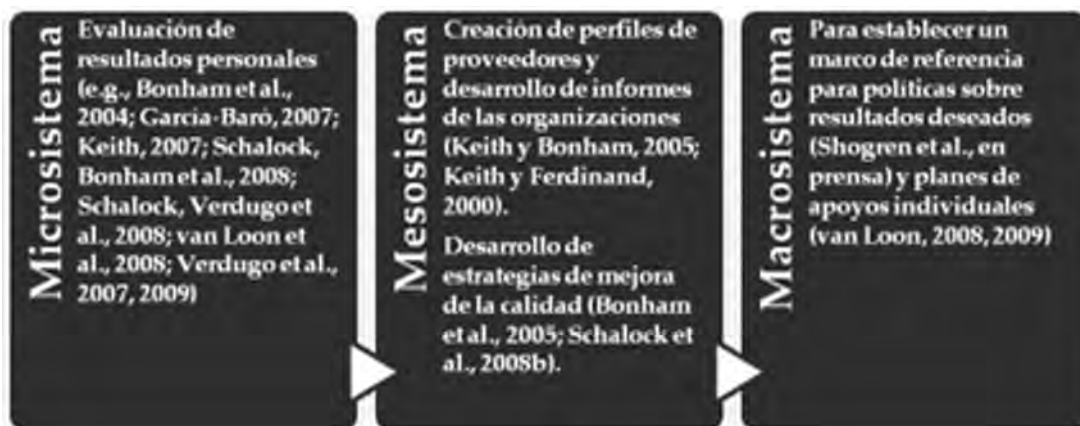 Microsistema
Evaluación de
resultados personales
(e.g., Bonham et al.,
2004; García-Baró, 2007;
Keith, 2007; Schalock,
Bonham et al., 2008;
Schalock, Verdugo et
al., 2008; van Loon et
al., 2008; Verdugo et al.,
2007, 2009)
Mesosistema
Creación de perfiles de
proveedores y
desarrollo de informes
de las organizaciones
(Keith y Bonham, 2005;
Keith y Ferdinand,
2000).
Desarrollo de
estrategias de mejora
de la calidad (Bonham
et al., 2005; Schalock et
al., 2008b).
Macrosistema
Para establecer un
marco de referencia
para políticas sobre
resultados deseados
(Shogren et al., en
prensa) y planes de
apoyos individuales
(van Loon, 2008, 2009)